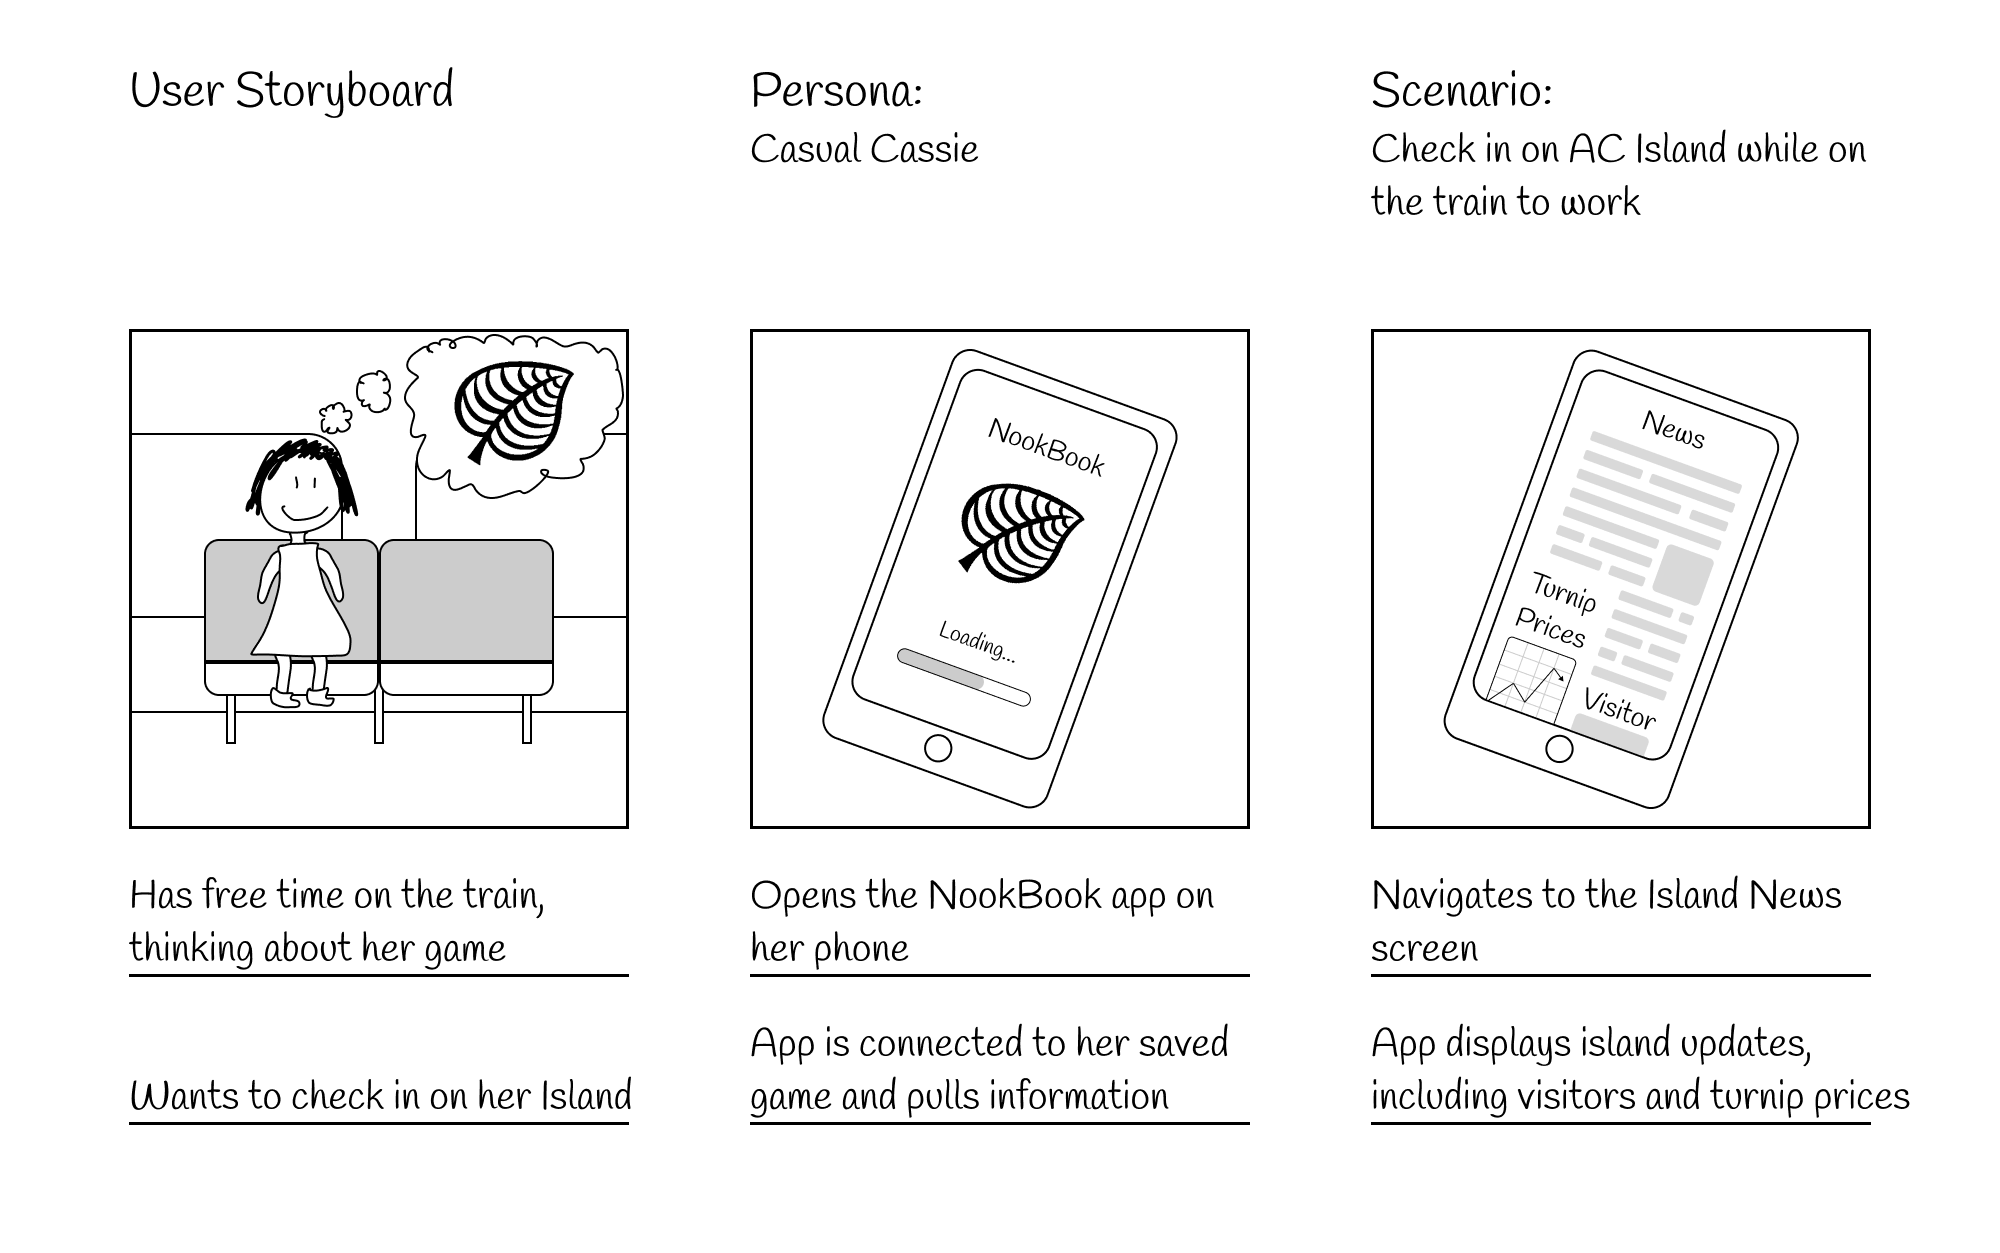 User Storyboard
Persona:
Casual Cassie
Scenario:
Check in on AC Island while on
the train to work
NookBook
Loading...
News
Turnip
Prices
Visitor
Has free time on the train,
thinking about her game
Opens the NookBook app on
her phone
Navigates to the Island News
screen
Wants to check in on her Island
App is connected to her saved
game and pulls information
App displays island updates,
including visitors and turnip prices